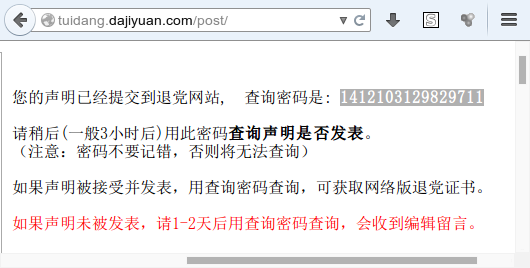 tuidang.dajiyuan.com/post/
您的声明已经提交到退党网站， 查询密码是: 1412103129829711
请稍后(一般3小时后)用此密码查询声明是否发表。
（注意：密码不要记错，否则将无法查询）
如果声明被接受并发表，用查询密码查询，可获取网络版退党证书。
如果声明未被发表，请1-2天后用查询密码查询，会收到编辑留言。